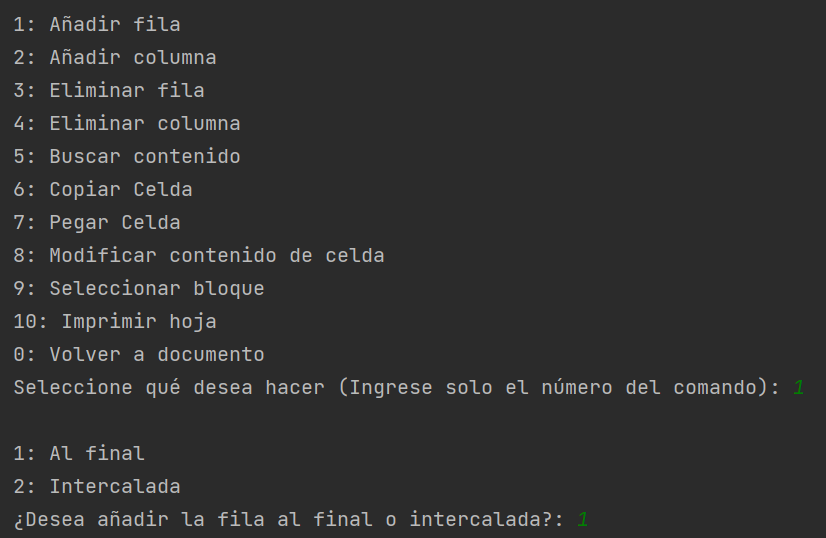 1: Añadir fila
2: Añadir columna
3: Eliminar fila
4: Eliminar columna
5: Buscar contenido
6: Copiar Celda
7: Pegar Celda
8: Modificar contenido de celda
9: Seleccionar bloque
10: Imprimir hoja
0: Volver a documento
Seleccione qué desea hacer (Ingrese solo el número del comando): 1
1: Al final
2: Intercalada
¿Desea añadir la fila al final o intercalada?: 1